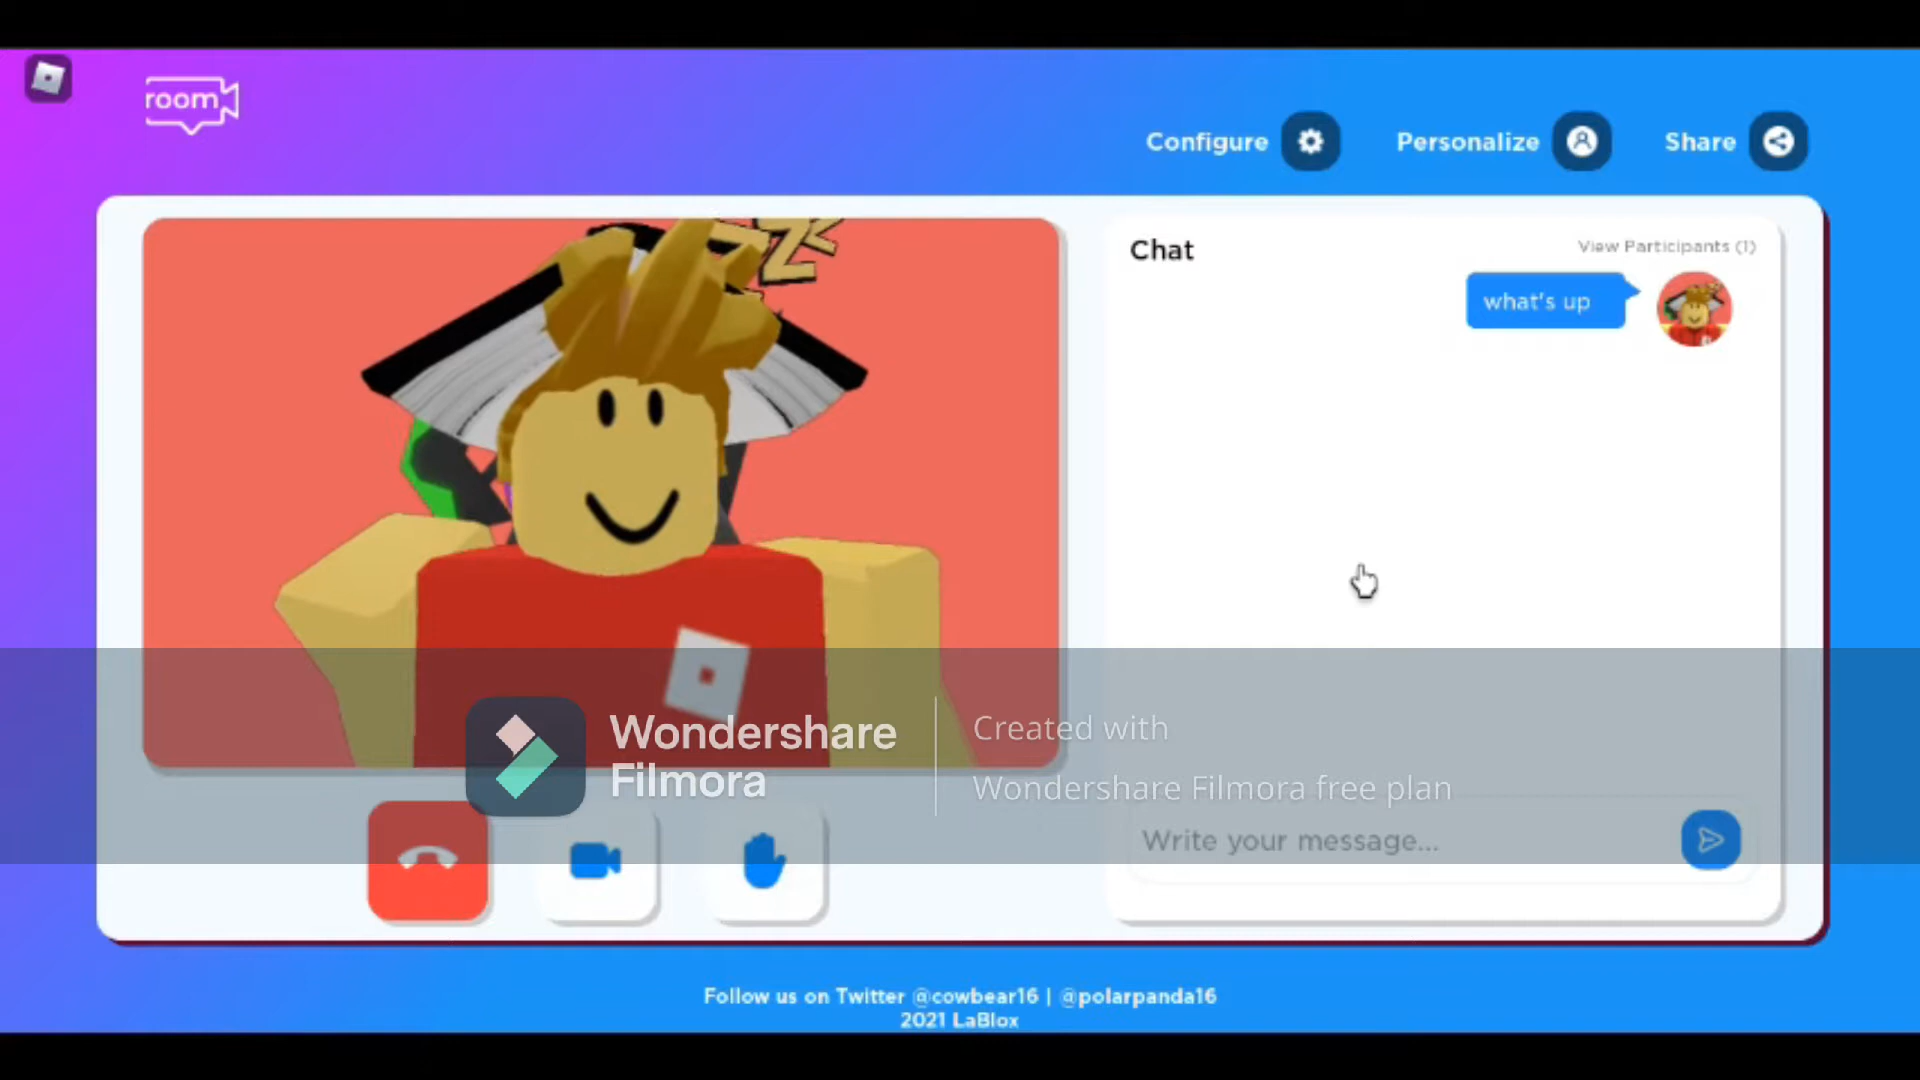 room
Configure
Personalize
Share
Chat
View Participants (1)
what's up
Wondershare
Filmora
Created with
Wondershare Filmora free plan
Write your message...
Follow us on Twitter @cowbear16 | @polarpanda16
2021 LaBlox